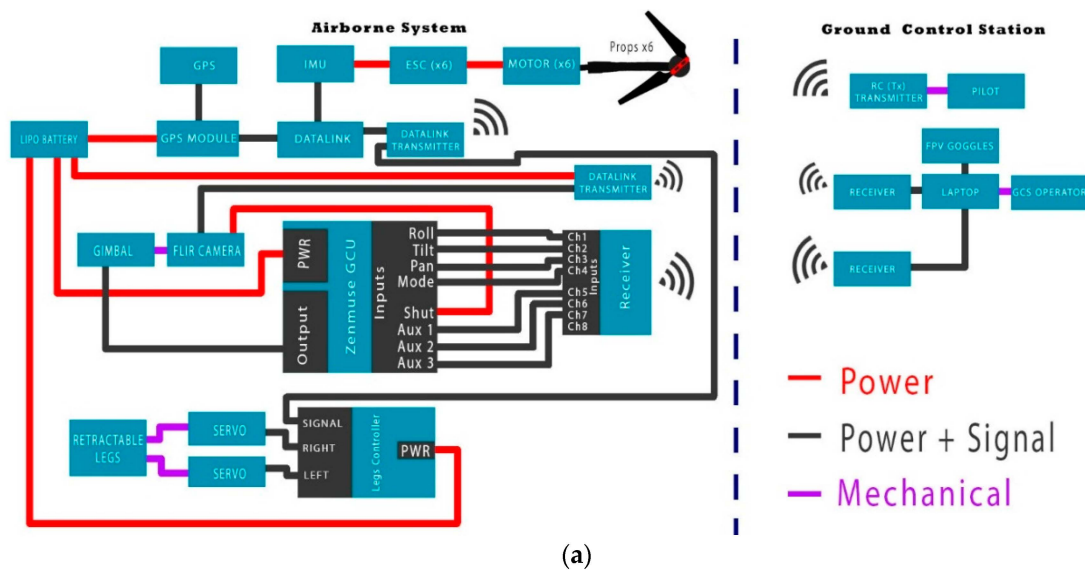 Airborne System
Ground Control Station
GPS
IMU
ESC (x6)
MOTOR (x6)
Props x6
LIPO BATTERY
GPS MODULE
DATALINK
DATALINK
TRANSMITTER
DATALINK
TRANSMITTER
GIMBAL
FLIR CAMERA
PWR
Output
Zenmuse GCU
Inputs
Roll
Tilt
Pan
Mode
Shut
Aux 1
Aux 2
Aux 3
Ch1
Ch2
Ch3
Ch4
Ch5
Ch6
Ch7
Ch8
Inputs
Receiver
RETRACTABLE
LEGS
SERVO
SERVO
SIGNAL
RIGHT
LEFT
Legs Controller
PWR
RC (Tx)
TRANSMITTER
PILOT
FPV GOGGLES
RECEIVER
LAPTOP
GCS OPERATOR
RECEIVER
Power
Power + Signal
Mechanical
(a)